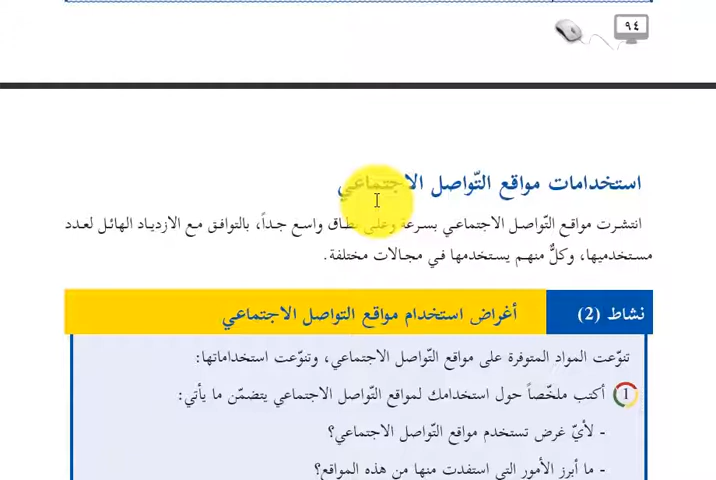 ٩٤
استخدامات مواقع التّواصل الاجتماعي
انتشرت مواقع التّواصل الاجتماعي بسرعة وعلى نطاق واسع جداً، بالتوافق مع الازدياد الهائل لعدد
مستخدميها، وكلٌّ منهم يستخدمها في مجالات مختلفة.
نشاط (2) أغراض استخدام مواقع التواصل الاجتماعي
تنوّعت المواد المتوفرة على مواقع التّواصل الاجتماعي، وتنوّعت استخداماتها:
1 أكتب ملخّصاً حول استخدامك لمواقع التّواصل الاجتماعي يتضمّن ما يأتي:
- لأيّ غرض تستخدم مواقع التّواصل الاجتماعي؟
- ما أبرز الأمور التي استفدت منها من هذه المواقع؟